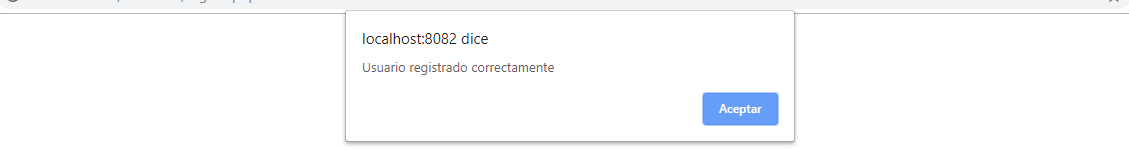 localhost:8082 dice
Usuario registrado correctamente
Aceptar